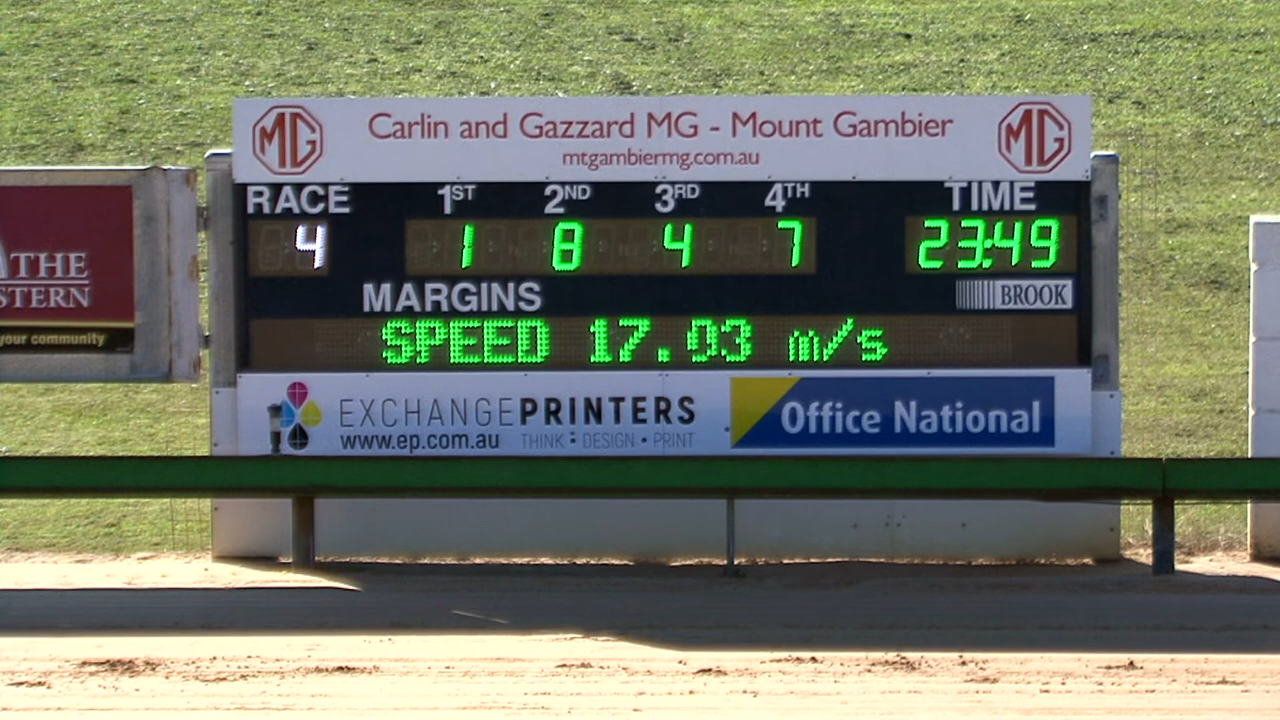 MG
Carlin and Gazzard MG - Mount Gambier
MG
mtgambiermg.com.au
RACE 1ST 2ND 3RD 4TH TIME
4 1 8 4 7 23:49
MARGINS
BROOK
SPEED 17.03 m/s
THE
STERN
your community
EXCHANGEPRINTERS
www.ep.com.au THINK : DESIGN • PRINT
Office National